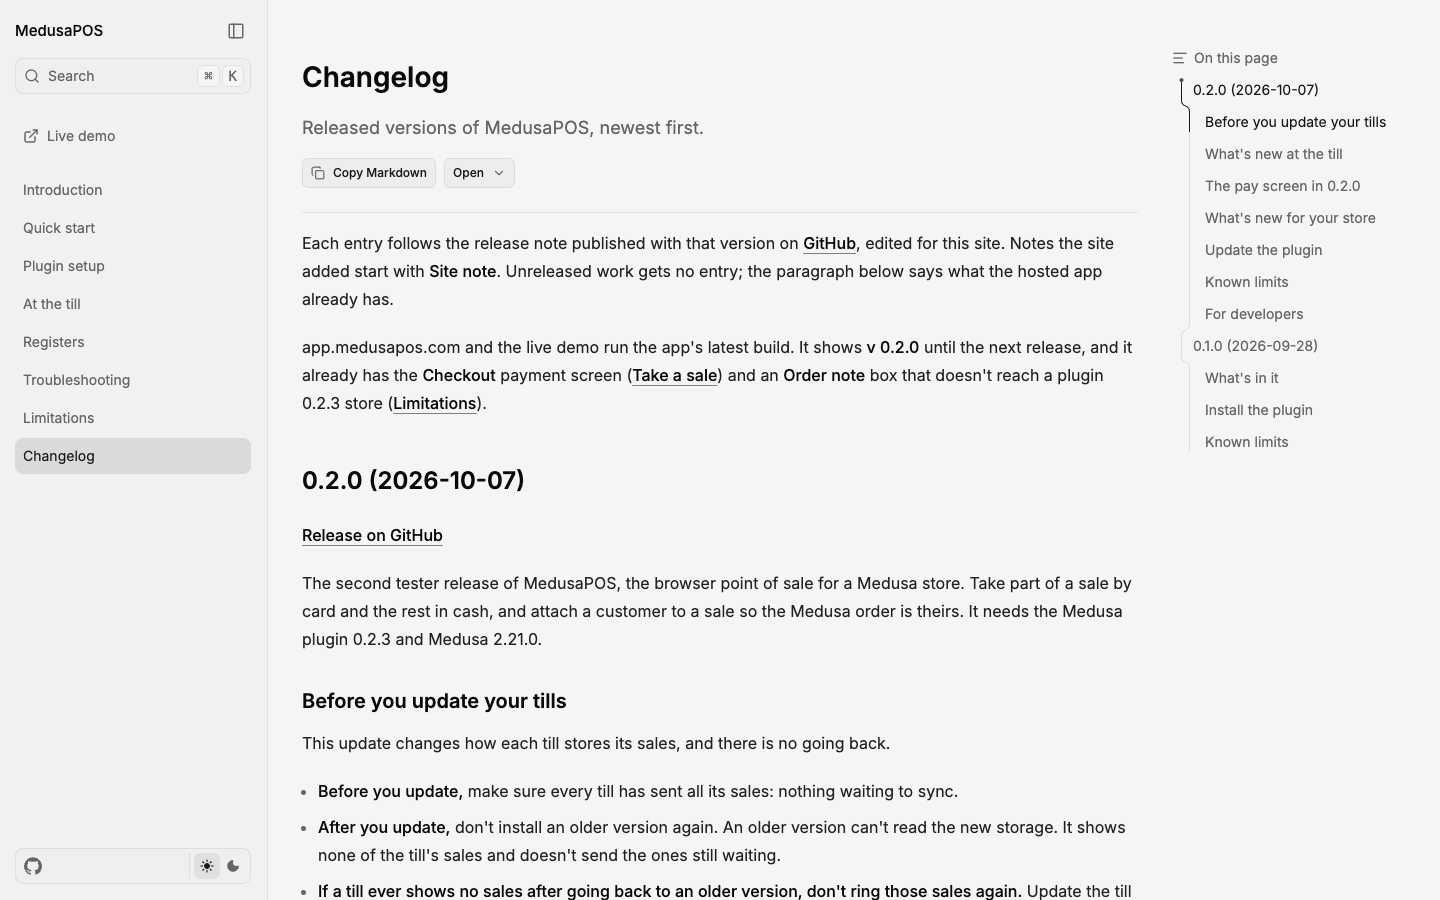 MedusaPOS
Search ⌘ K
Live demo
Introduction
Quick start
Plugin setup
At the till
Registers
Troubleshooting
Limitations
Changelog
Changelog
Released versions of MedusaPOS, newest first.
Copy Markdown
Open
Each entry follows the release note published with that version on GitHub, edited for this site. Notes the site
added start with Site note. Unreleased work gets no entry; the paragraph below says what the hosted app
already has.
app.medusapos.com and the live demo run the app's latest build. It shows v 0.2.0 until the next release, and it
already has the Checkout payment screen (Take a sale) and an Order note box that doesn't reach a plugin
0.2.3 store (Limitations).
0.2.0 (2026-10-07)
Release on GitHub
The second tester release of MedusaPOS, the browser point of sale for a Medusa store. Take part of a sale by
card and the rest in cash, and attach a customer to a sale so the Medusa order is theirs. It needs the Medusa
plugin 0.2.3 and Medusa 2.21.0.
Before you update your tills
This update changes how each till stores its sales, and there is no going back.
Before you update, make sure every till has sent all its sales: nothing waiting to sync.
After you update, don't install an older version again. An older version can't read the new storage. It shows
none of the till's sales and doesn't send the ones still waiting.
If a till ever shows no sales after going back to an older version, don't ring those sales again. Update the till
On this page
0.2.0 (2026-10-07)
Before you update your tills
What's new at the till
The pay screen in 0.2.0
What's new for your store
Update the plugin
Known limits
For developers
0.1.0 (2026-09-28)
What's in it
Install the plugin
Known limits